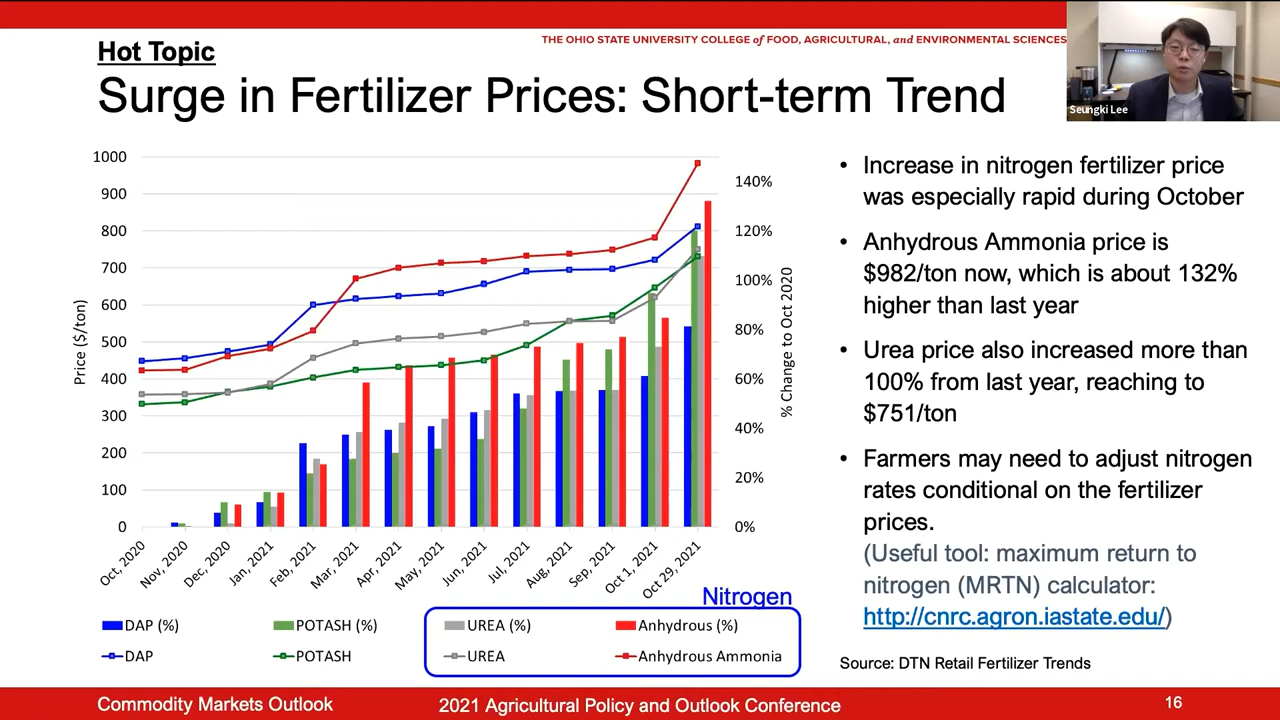 THE OHIO STATE UNIVERSITY COLLEGE of FOOD, AGRICULTURAL, and ENVIRONMENTAL SCIENCES
Hot Topic
Surge in Fertilizer Prices: Short-term Trend
Seungki Lee
Price ($/ton)
1000
900
800
700
600
500
400
300
200
100
0
140%
120%
100%
80%
60%
40%
20%
0%
% Change to Oct 2020
Oct, 2020
Nov, 2020
Dec, 2020
Jan, 2021
Feb, 2021
Mar, 2021
Apr, 2021
May, 2021
Jun, 2021
Jul, 2021
Aug, 2021
Sep, 2021
Oct 1, 2021
Oct 29, 2021
Nitrogen
DAP (%) POTASH (%) UREA (%) Anhydrous (%)
DAP POTASH UREA Anhydrous Ammonia
• Increase in nitrogen fertilizer price
was especially rapid during October
• Anhydrous Ammonia price is
$982/ton now, which is about 132%
higher than last year
• Urea price also increased more than
100% from last year, reaching to
$751/ton
• Farmers may need to adjust nitrogen
rates conditional on the fertilizer
prices.
(Useful tool: maximum return to
nitrogen (MRTN) calculator:
http://cnrc.agron.iastate.edu/)
Source: DTN Retail Fertilizer Trends
Commodity Markets Outlook
2021 Agricultural Policy and Outlook Conference
16